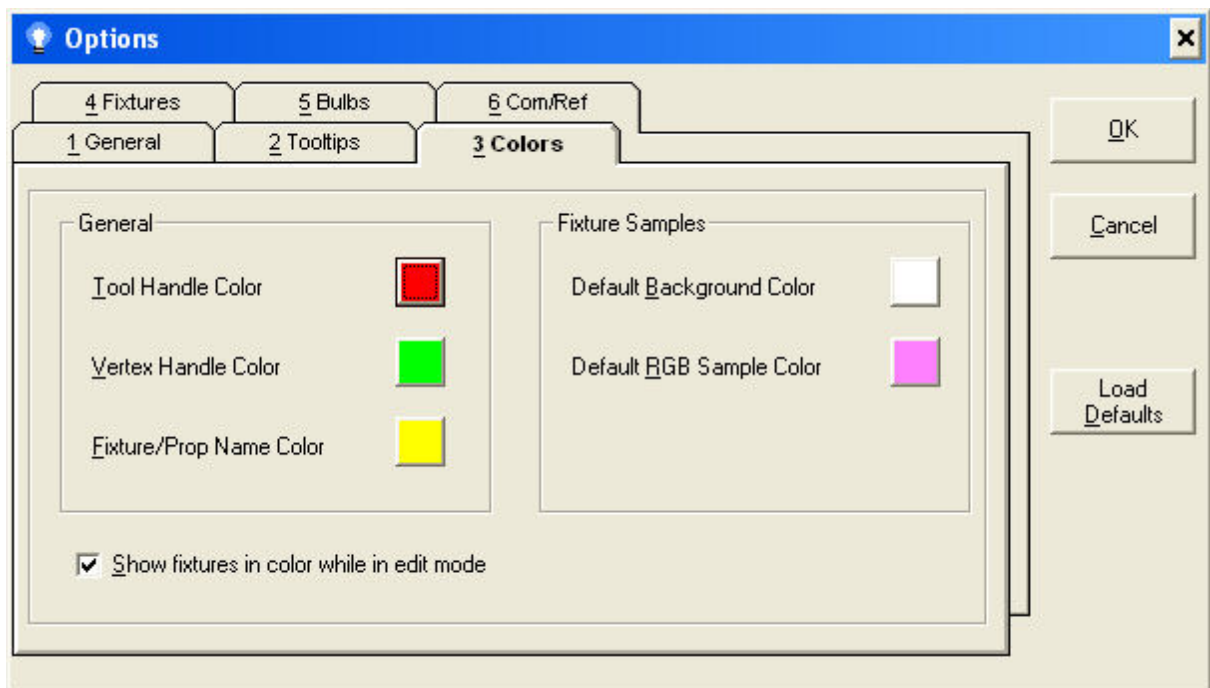 Options
4 Fixtures
5 Bulbs
6 Com/Ref
1 General
2 Tooltips
3 Colors
General
Tool Handle Color
Vertex Handle Color
Fixture/Prop Name Color
Fixture Samples
Default Background Color
Default RGB Sample Color
Show fixtures in color while in edit mode
OK
Cancel
Load
Defaults